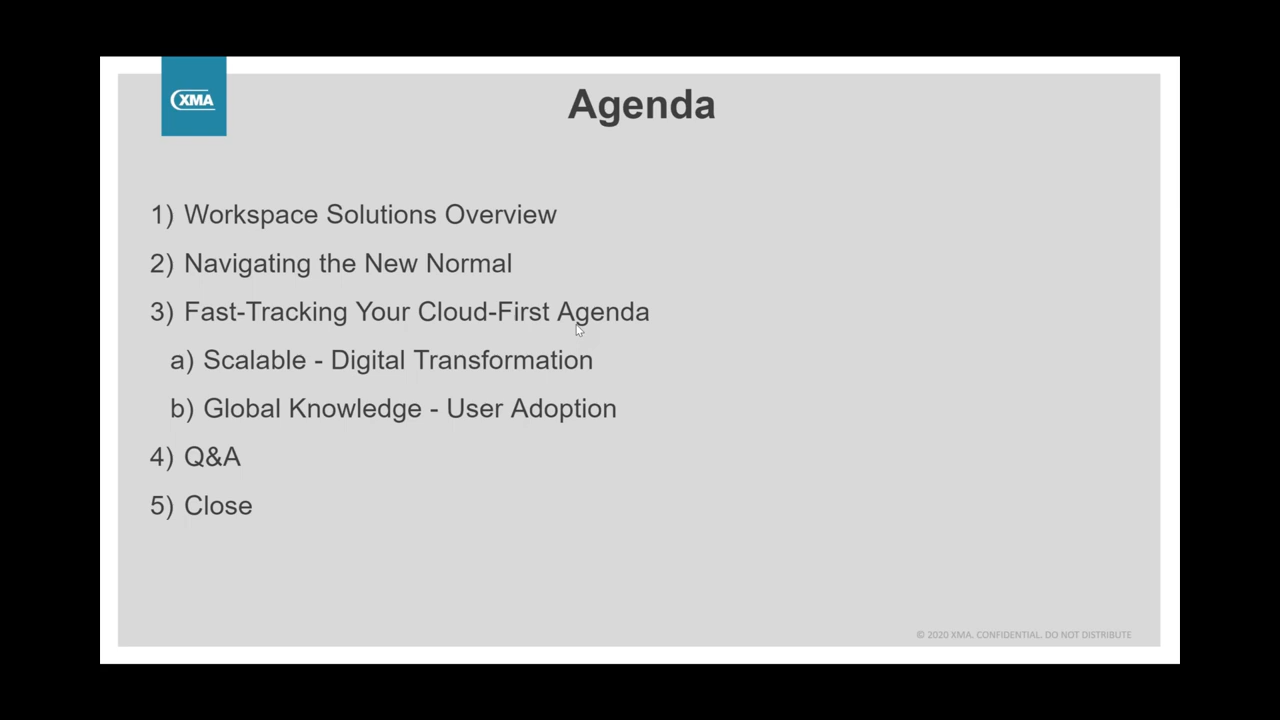 XMA
Agenda
1) Workspace Solutions Overview
2) Navigating the New Normal
3) Fast-Tracking Your Cloud-First Agenda
a) Scalable - Digital Transformation
b) Global Knowledge - User Adoption
4) Q&A
5) Close
© 2020 XMA. CONFIDENTIAL. DO NOT DISTRIBUTE